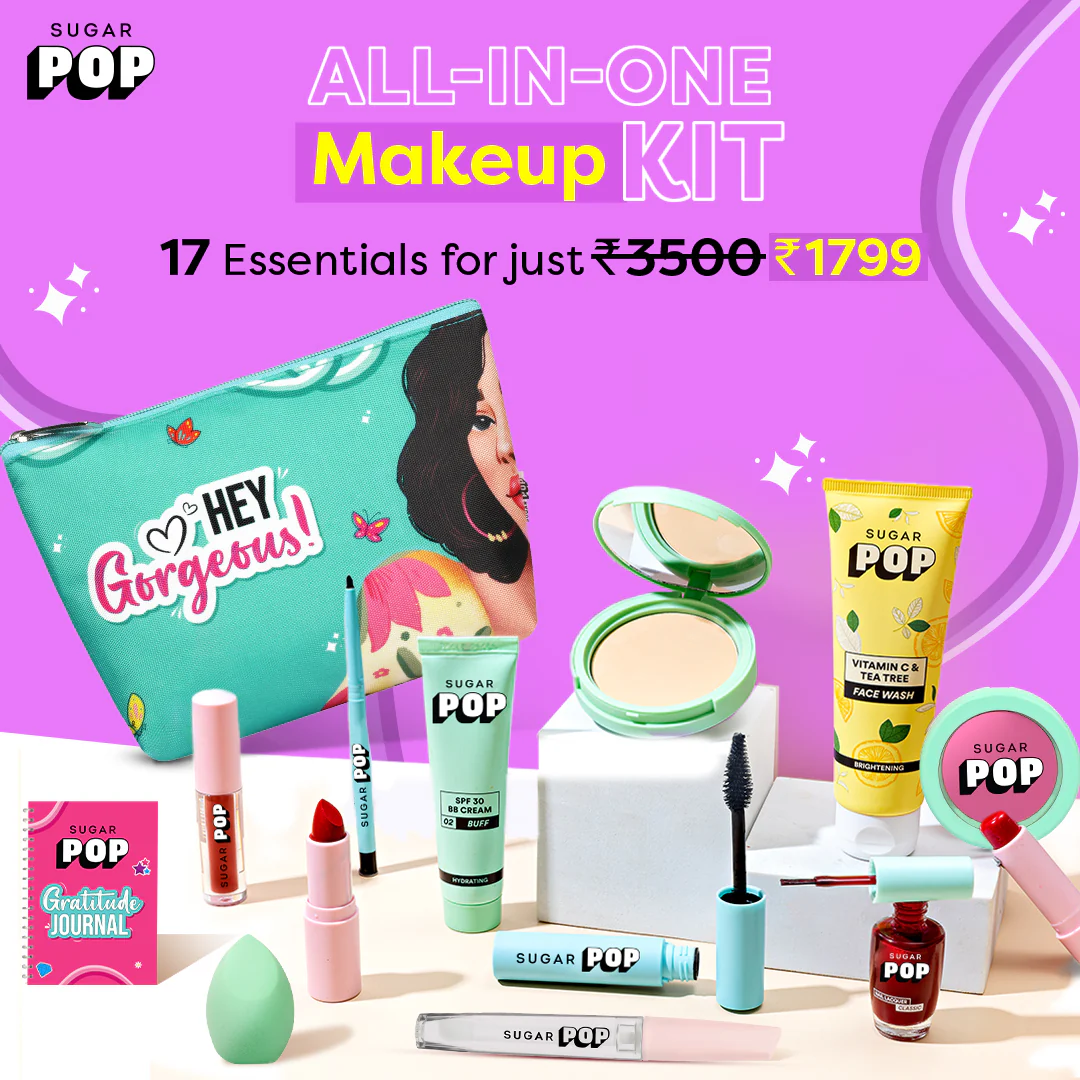 SUGAR
POP
ALL-IN-ONE
Makeup KIT
17 Essentials for just ₹3500 ₹1799
HEY
Gorgeous!
SUGAR
POP
VITAMIN C &
TEA TREE
FACE WASH
BRIGHTENING
SUGAR
POP
SPF 30
BB CREAM
02 BUFF
HYDRATING
SUGAR POP
SUGAR POP
SUGAR
POP
SUGAR
POP
Gratitude
JOURNAL
SUGAR POP
SUGAR
POP
NAIL LACQUER
CLASSIC
SUGAR POP